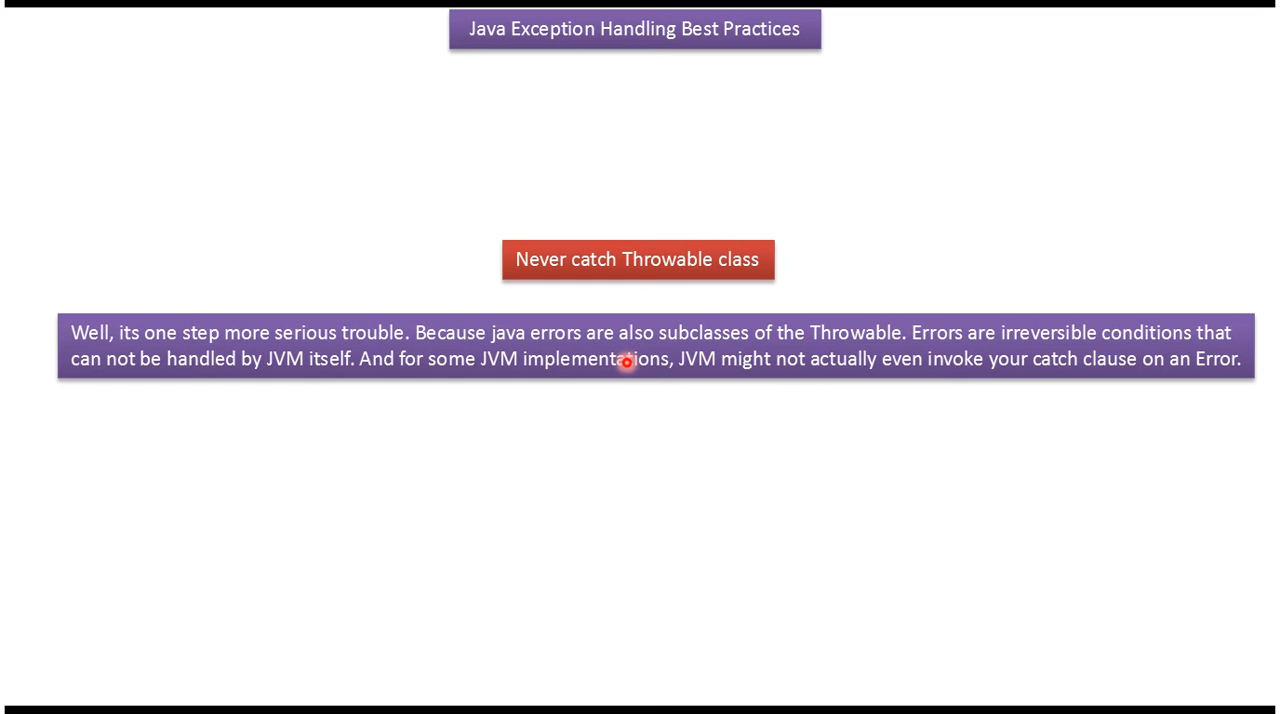 Java Exception Handling Best Practices
Never catch Throwable class
Well, its one step more serious trouble. Because java errors are also subclasses of the Throwable. Errors are irreversible conditions that
can not be handled by JVM itself. And for some JVM implementations, JVM might not actually even invoke your catch clause on an Error.